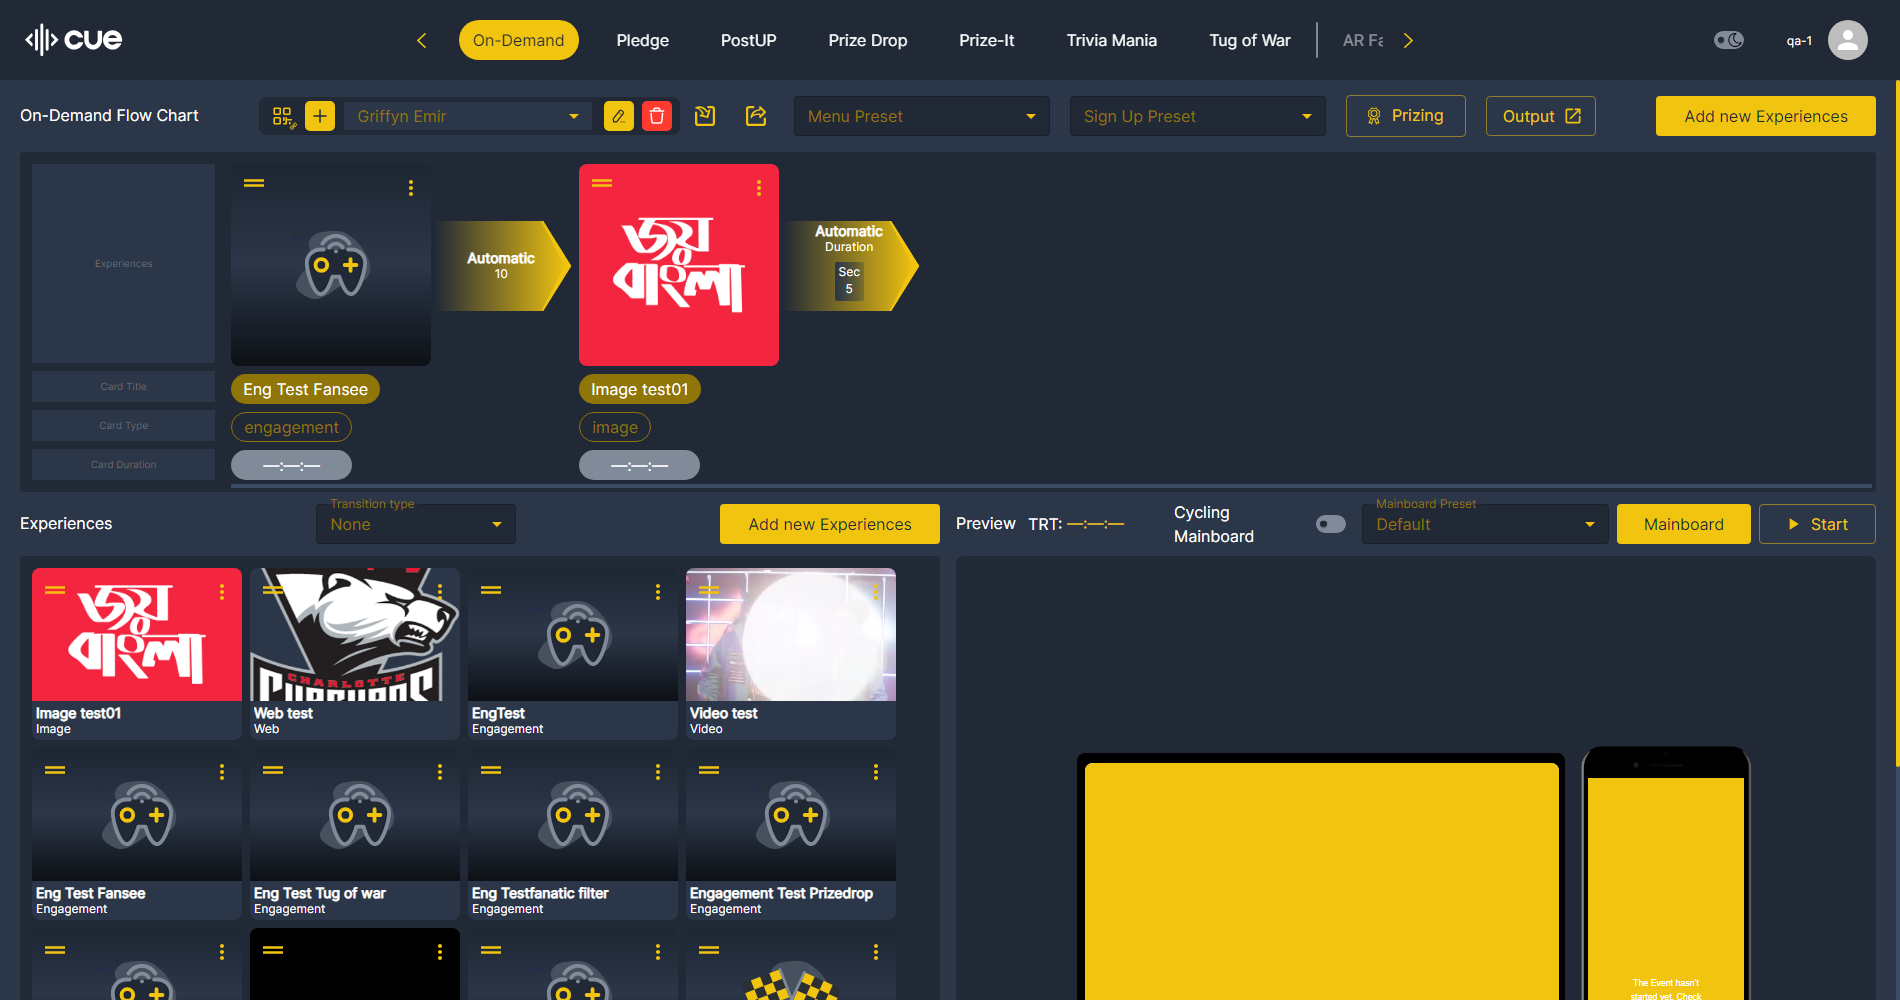 cue
On-Demand
Pledge
PostUP
Prize Drop
Prize-It
Trivia Mania
Tug of War
AR Fa
qa-1
On-Demand Flow Chart
Griffyn Emir
Menu Preset
Sign Up Preset
Prizing
Output
Add new Experiences
Experiences
Automatic
10
জয়
বাংলা
Automatic
Duration
Sec
5
Card Title
Eng Test Fansee
Image test01
Card Type
engagement
image
Card Duration
—:—:—
—:—:—
Experiences
Transition type
None
Add new Experiences
Preview
TRT: —:—:—
Cycling
Mainboard
Mainboard Preset
Default
Mainboard
Start
জয়
বাংলা
CHARLOTTE
Image test01
Image
Web test
Web
EngTest
Engagement
Video test
Video
Eng Test Fansee
Engagement
Eng Test Tug of war
Engagement
Eng Testfanatic filter
Engagement
Engagement Test Prizedrop
Engagement
The Event hasn't
started yet. Check